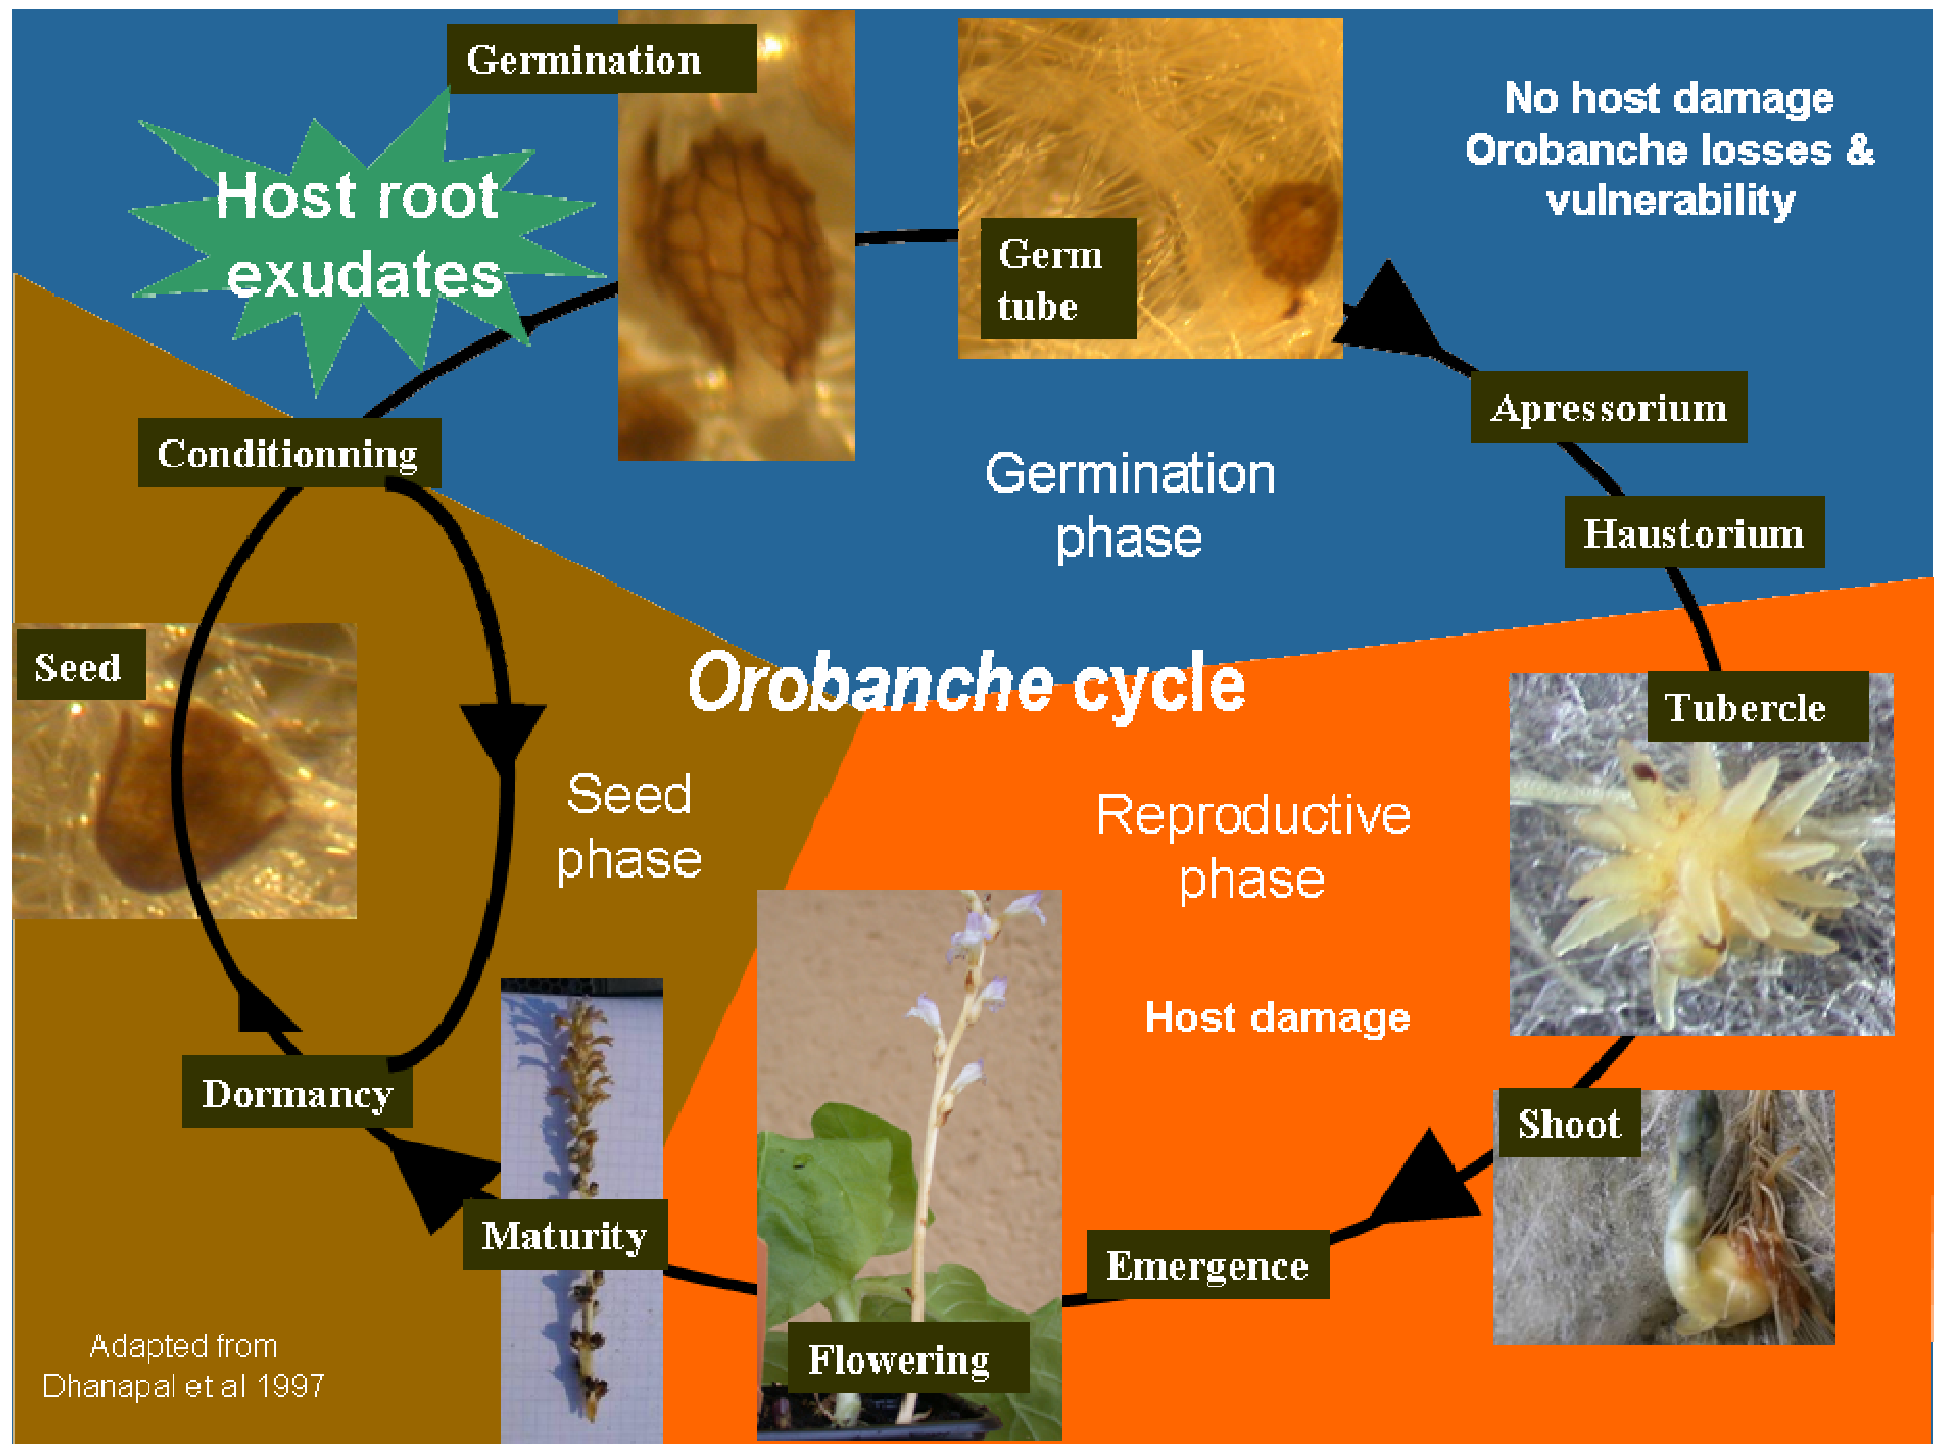 Germination
Host root
exudates
Germ
tube
No host damage
Orobanche losses &
vulnerability
Apressorium
Conditionning
Germination
phase
Haustorium
Seed
Orobanche cycle
Tubercle
Seed
phase
Reproductive
phase
Host damage
Dormancy
Shoot
Maturity
Emergence
Flowering
Adapted from
Dhanapal et al 1997